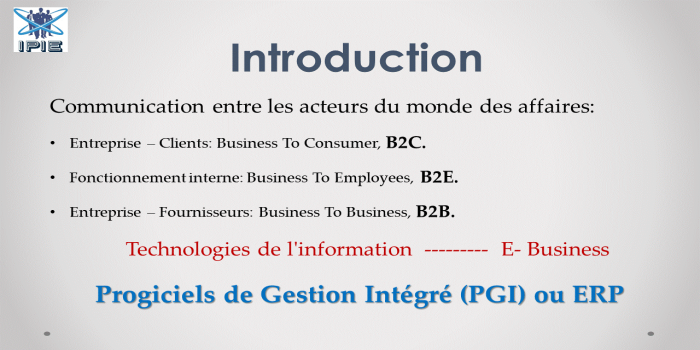 IPIE
Introduction
Communication entre les acteurs du monde des affaires:
• Entreprise – Clients: Business To Consumer, B2C.
• Fonctionnement interne: Business To Employees, B2E.
• Entreprise – Fournisseurs: Business To Business, B2B.
Technologies de l'information --------- E- Business
Progiciels de Gestion Intégré (PGI) ou ERP